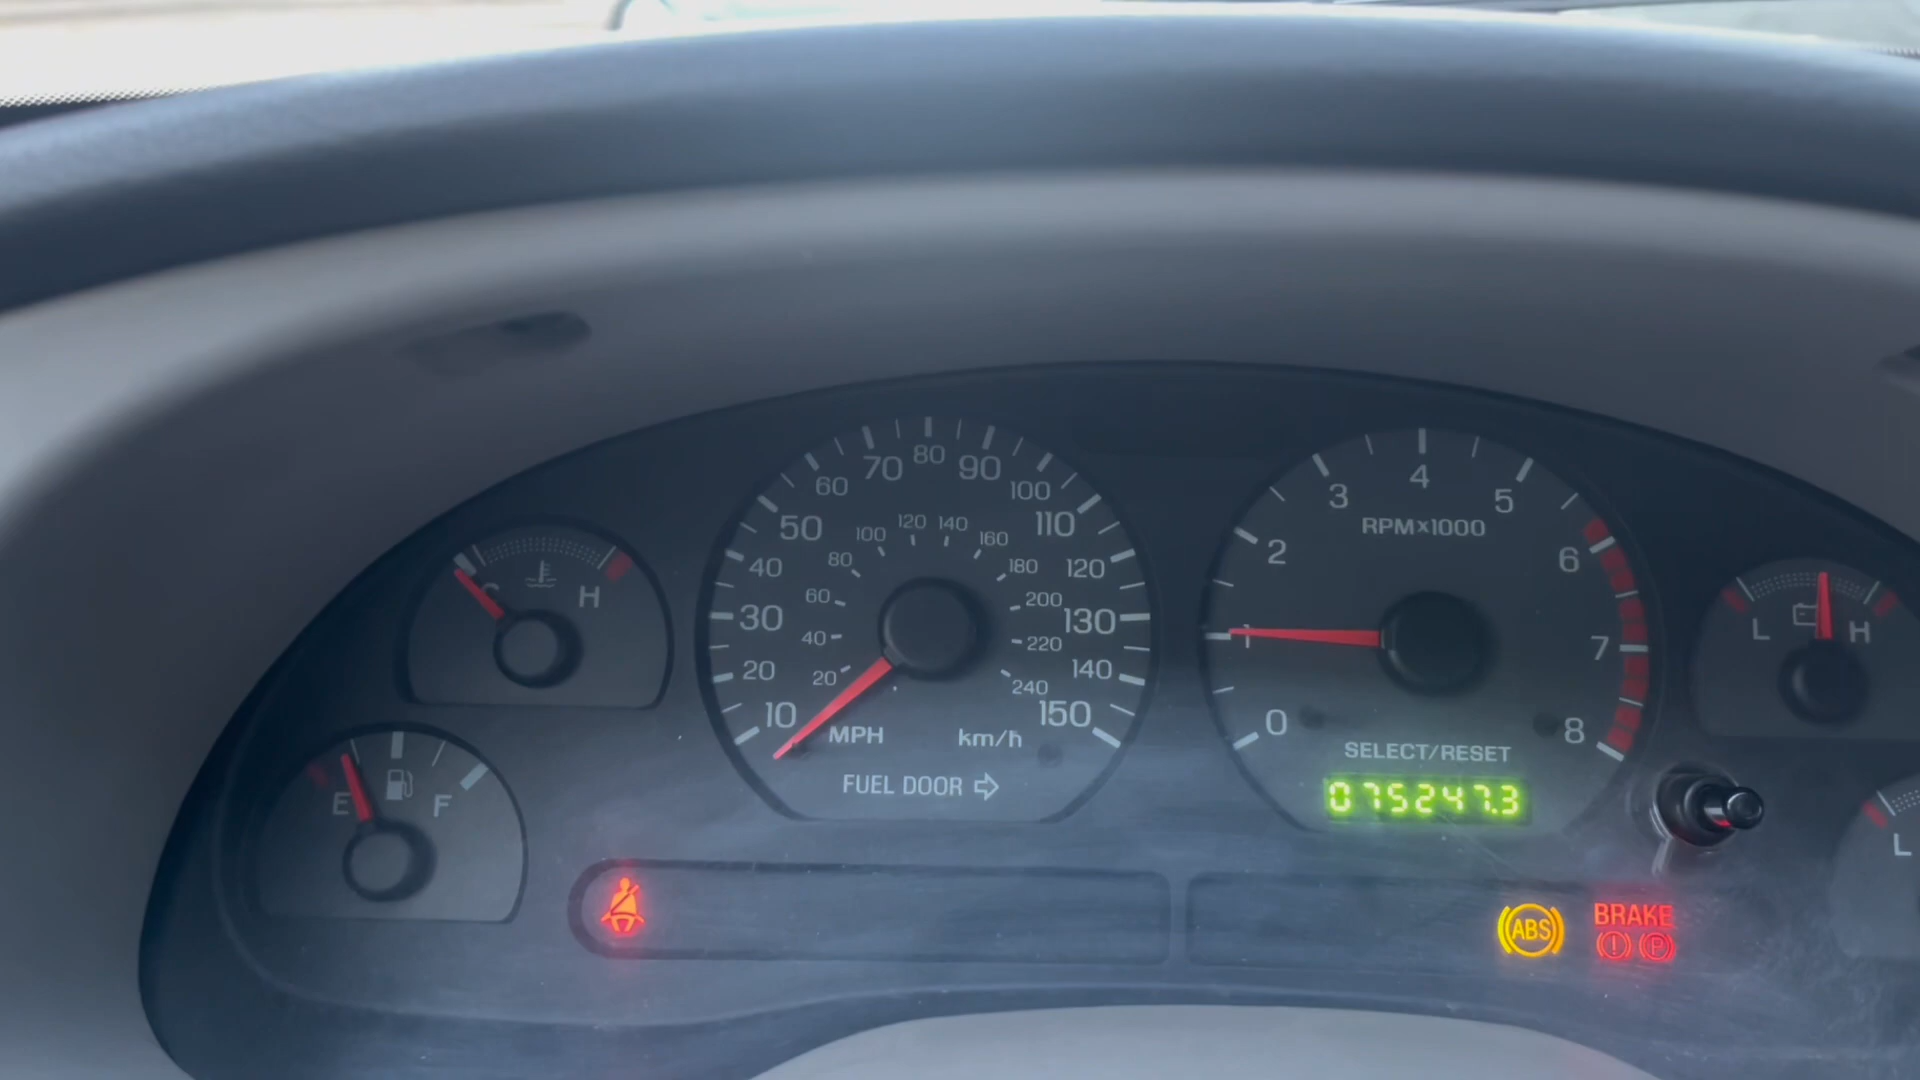 70 80 90
60 100
50 110
40 120
30 130
20 140
10 150
120 140
100 160
80 180
60 200
40 220
20 240
MPH km/h
FUEL DOOR
4
3 5
RPM×1000
2 6
1 7
0 8
SELECT/RESET
075247.3
C H
E F
L H
L
ABS
BRAKE
! P